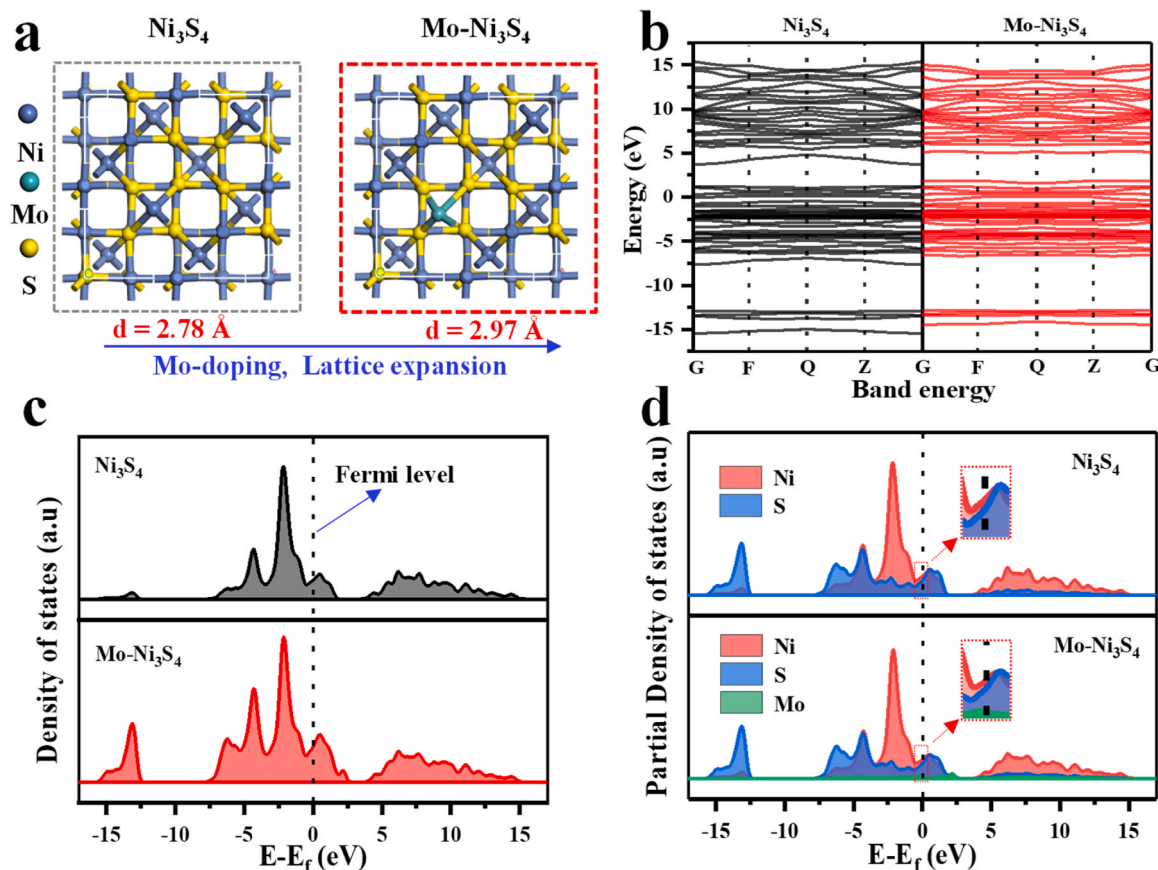 a
Ni₃S₄
Mo-Ni₃S₄
Ni
Mo
S
d = 2.78 Å
d = 2.97 Å
Mo-doping, Lattice expansion
b
Ni₃S₄
Mo-Ni₃S₄
Energy (eV)
15
10
5
0
-5
-10
-15
G F Q Z G F Q Z G
Band energy
c
Density of states (a.u)
Ni₃S₄
Fermi level
Mo-Ni₃S₄
-15 -10 -5 0 5 10 15
E-E_f (eV)
d
Partial Density of states (a.u)
Ni₃S₄
Ni
S
Mo-Ni₃S₄
Ni
S
Mo
-15 -10 -5 0 5 10 15
E-E_f (eV)